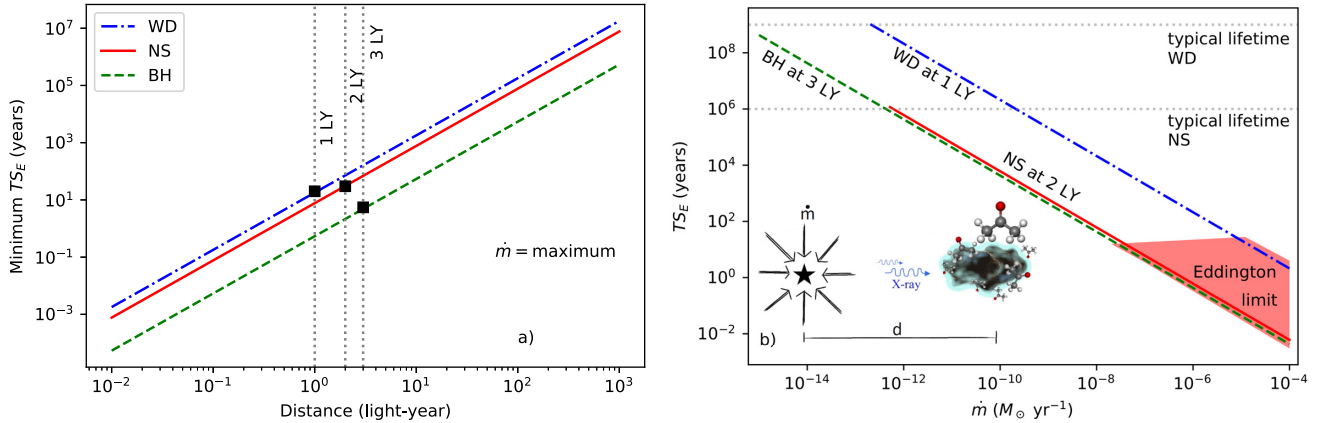 WD
NS
BH
Minimum TS_E (years)
10^7
10^5
10^3
10^1
10^−1
10^−3
1 LY
2 LY
3 LY
ṁ = maximum
a)
10^−2
10^−1
10^0
10^1
10^2
10^3
Distance (light-year)
TS_E (years)
10^8
10^6
10^4
10^2
10^0
10^−2
typical lifetime
WD
BH at 3 LY
WD at 1 LY
typical lifetime
NS
NS at 2 LY
ṁ
X-ray
d
b)
Eddington
limit
10^−14
10^−12
10^−10
10^−8
10^−6
10^−4
ṁ (M_⊙ yr^−1)